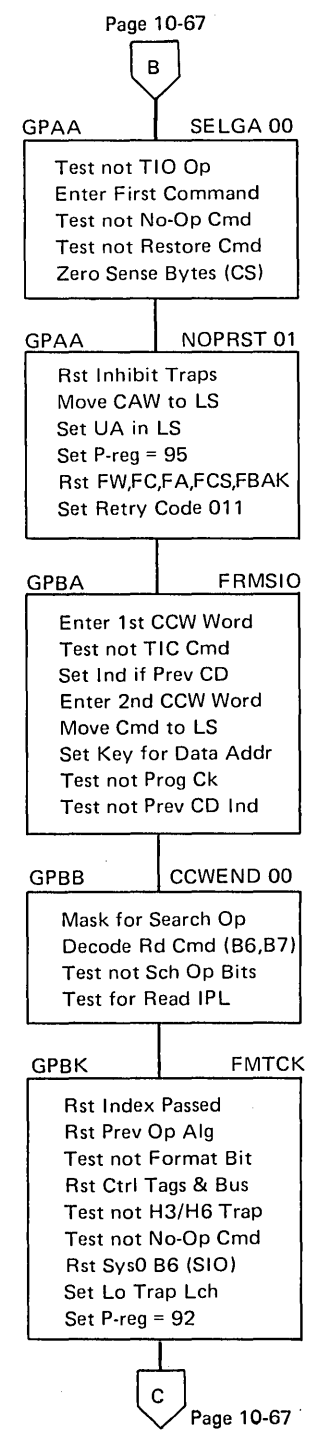 Page 10-67
B
GPAA SELGA 00
Test not TIO Op
Enter First Command
Test not No-Op Cmd
Test not Restore Cmd
Zero Sense Bytes (CS)
GPAA NOPRST 01
Rst Inhibit Traps
Move CAW to LS
Set UA in LS
Set P-reg = 95
Rst FW,FC,FA,FCS,FBAK
Set Retry Code 011
GPBA FRMSIO
Enter 1st CCW Word
Test not TIC Cmd
Set Ind if Prev CD
Enter 2nd CCW Word
Move Cmd to LS
Set Key for Data Addr
Test not Prog Ck
Test not Prev CD Ind
GPBB CCWEND 00
Mask for Search Op
Decode Rd Cmd (B6,B7)
Test not Sch Op Bits
Test for Read IPL
GPBK FMTCK
Rst Index Passed
Rst Prev Op Alg
Test not Format Bit
Rst Ctrl Tags & Bus
Test not H3/H6 Trap
Test not No-Op Cmd
Rst Sys0 B6 (SIO)
Set Lo Trap Lch
Set P-reg = 92
C
Page 10-67